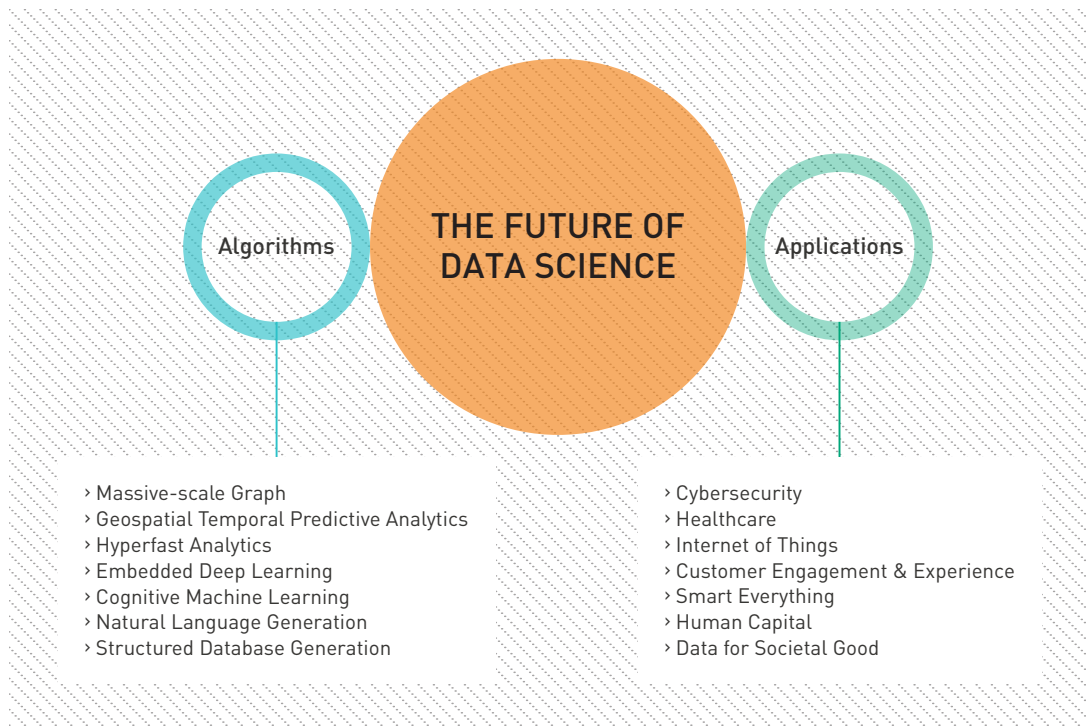 Algorithms
THE FUTURE OF
DATA SCIENCE
Applications
› Massive-scale Graph
› Geospatial Temporal Predictive Analytics
› Hyperfast Analytics
› Embedded Deep Learning
› Cognitive Machine Learning
› Natural Language Generation
› Structured Database Generation
› Cybersecurity
› Healthcare
› Internet of Things
› Customer Engagement & Experience
› Smart Everything
› Human Capital
› Data for Societal Good